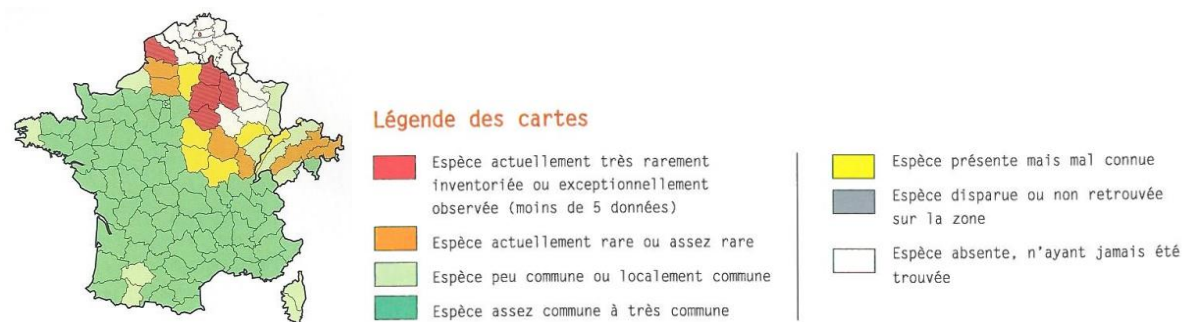 Légende des cartes
Espèce actuellement très rarement
inventoriée ou exceptionnellement
observée (moins de 5 données)
Espèce actuellement rare ou assez rare
Espèce peu commune ou localement commune
Espèce assez commune à très commune
Espèce présente mais mal connue
Espèce disparue ou non retrouvée
sur la zone
Espèce absente, n'ayant jamais été
trouvée